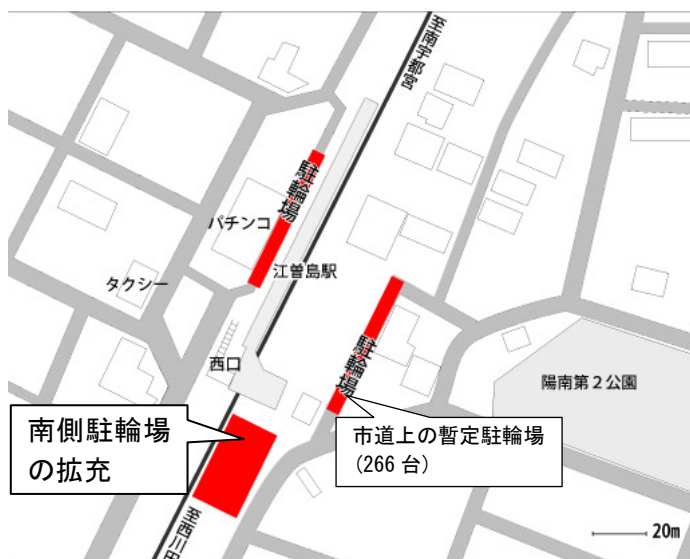 至南宇都宮
駐輪場
パチンコ
江曽島駅
タクシー
西口
駐輪場
陽南第２公園
南側駐輪場
の拡充
市道上の暫定駐輪場
(266 台)
至西川田
20m